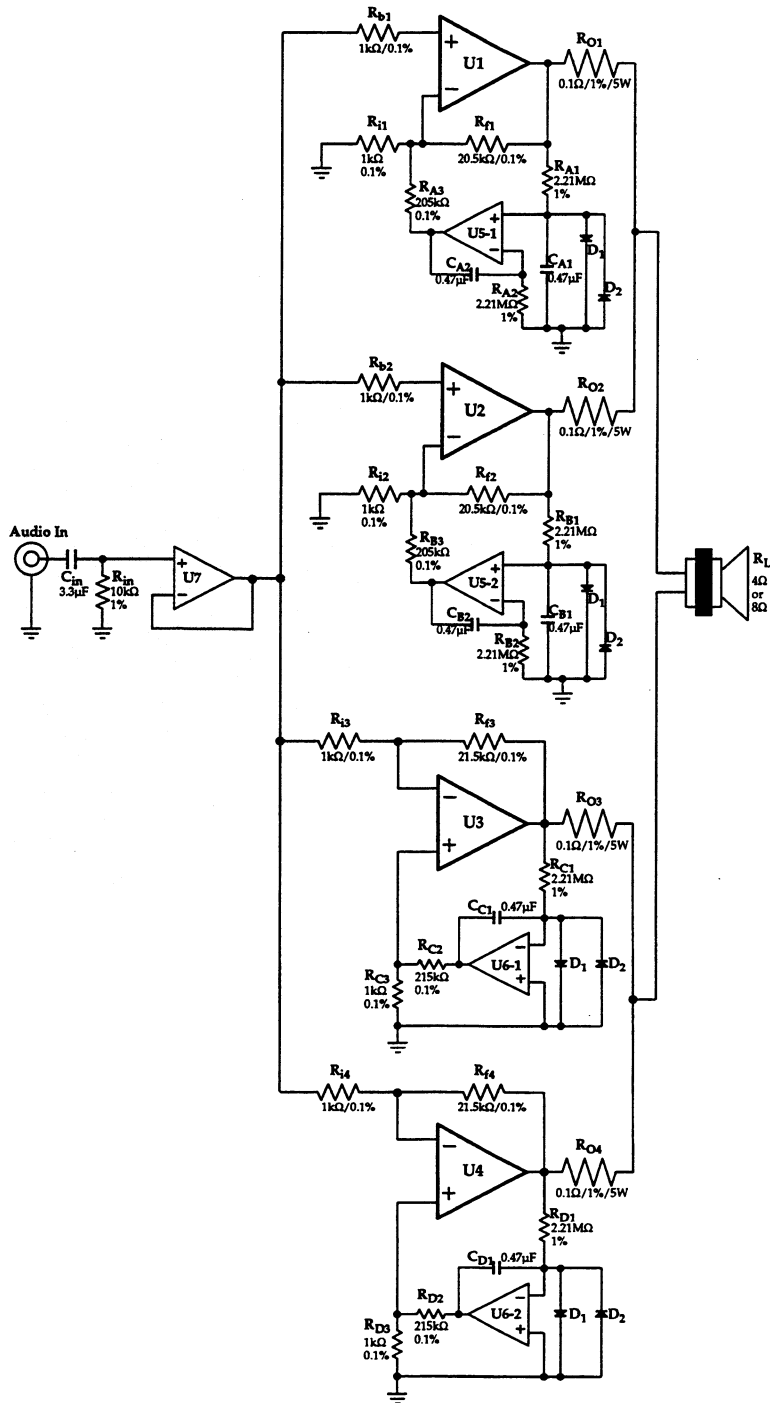 Rb1
1kΩ/0.1%
+
−
U1
RO1
0.1Ω/1%/5W
Ri1
1kΩ
0.1%
Rf1
20.5kΩ/0.1%
RA1
2.21MΩ
1%
RA3
205kΩ
0.1%
+
−
U5-1
CA2
0.47µF
RA2
2.21MΩ
1%
CA1
0.47µF
D1
D2
Rb2
1kΩ/0.1%
+
−
U2
RO2
0.1Ω/1%/5W
Ri2
1kΩ
0.1%
Rf2
20.5kΩ/0.1%
RB1
2.21MΩ
1%
RB3
205kΩ
0.1%
+
−
U5-2
CB2
0.47µF
RB2
2.21MΩ
1%
CB1
0.47µF
D1
D2
Audio In
Cin
3.3µF
Rin
10kΩ
1%
+
−
U7
RL
4Ω
or
8Ω
Ri3
1kΩ/0.1%
Rf3
21.5kΩ/0.1%
−
+
U3
RO3
0.1Ω/1%/5W
RC1
2.21MΩ
1%
CC1 0.47µF
RC2
215kΩ
0.1%
−
+
U6-1
D1
D2
RC3
1kΩ
0.1%
Ri4
1kΩ/0.1%
Rf4
21.5kΩ/0.1%
−
+
U4
RO4
0.1Ω/1%/5W
RD1
2.21MΩ
1%
CD1 0.47µF
RD2
215kΩ
0.1%
−
+
U6-2
D1
D2
RD3
1kΩ
0.1%